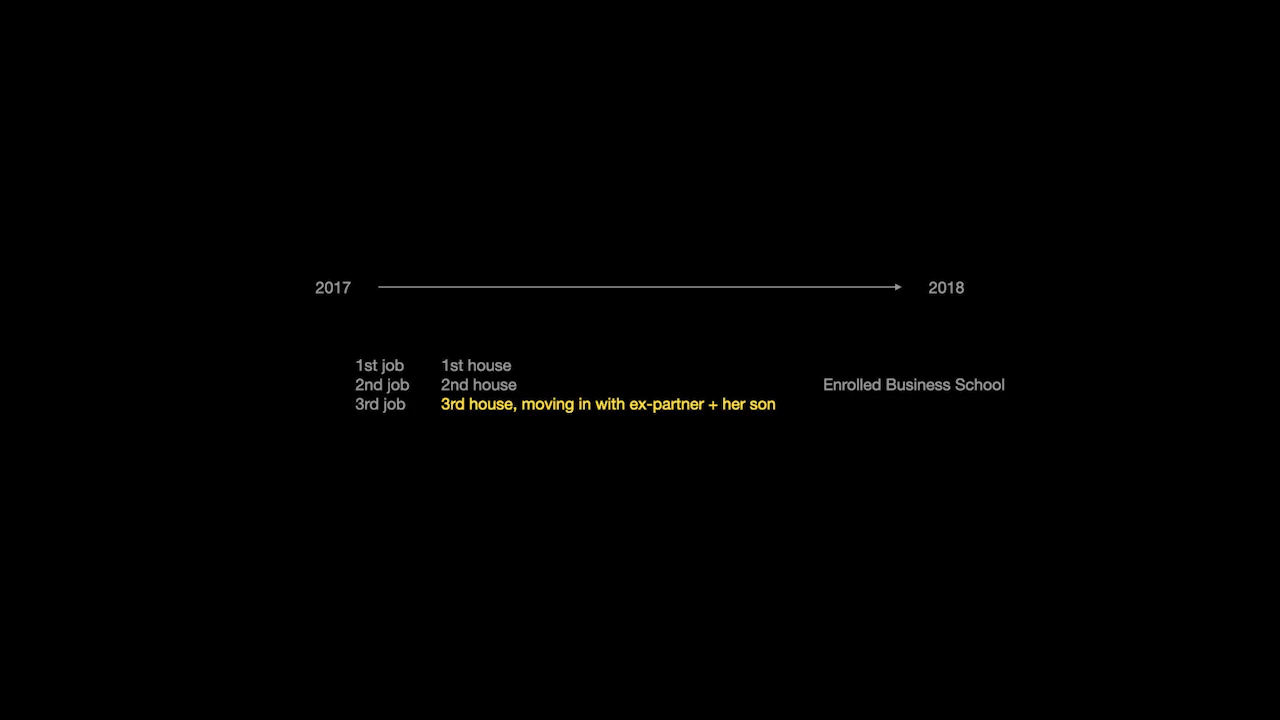 2017
2018
1st job
2nd job
3rd job
1st house
2nd house
3rd house, moving in with ex-partner + her son
Enrolled Business School